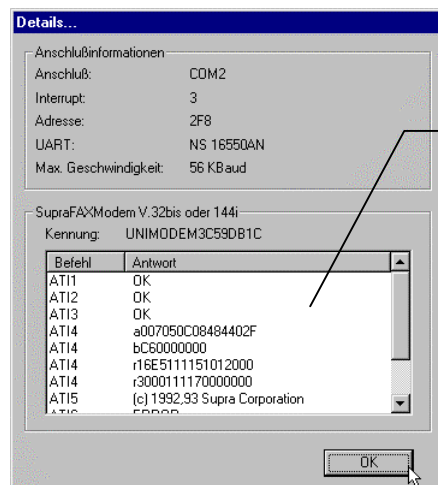 Details...
Anschlußinformationen
Anschluß: COM2
Interrupt: 3
Adresse: 2F8
UART: NS 16550AN
Max. Geschwindigkeit: 56 KBaud
SupraFAXModem V.32bis oder 144i
Kennung: UNIMODEM3C59DB1C
Befehl Antwort
ATI1 OK
ATI2 OK
ATI3 OK
ATI4 a007050C08484402F
ATI4 bC60000000
ATI4 r16E5111151012000
ATI4 r3000111170000000
ATI5 (c) 1992,93 Supra Corporation
ATI6 ERROR
OK